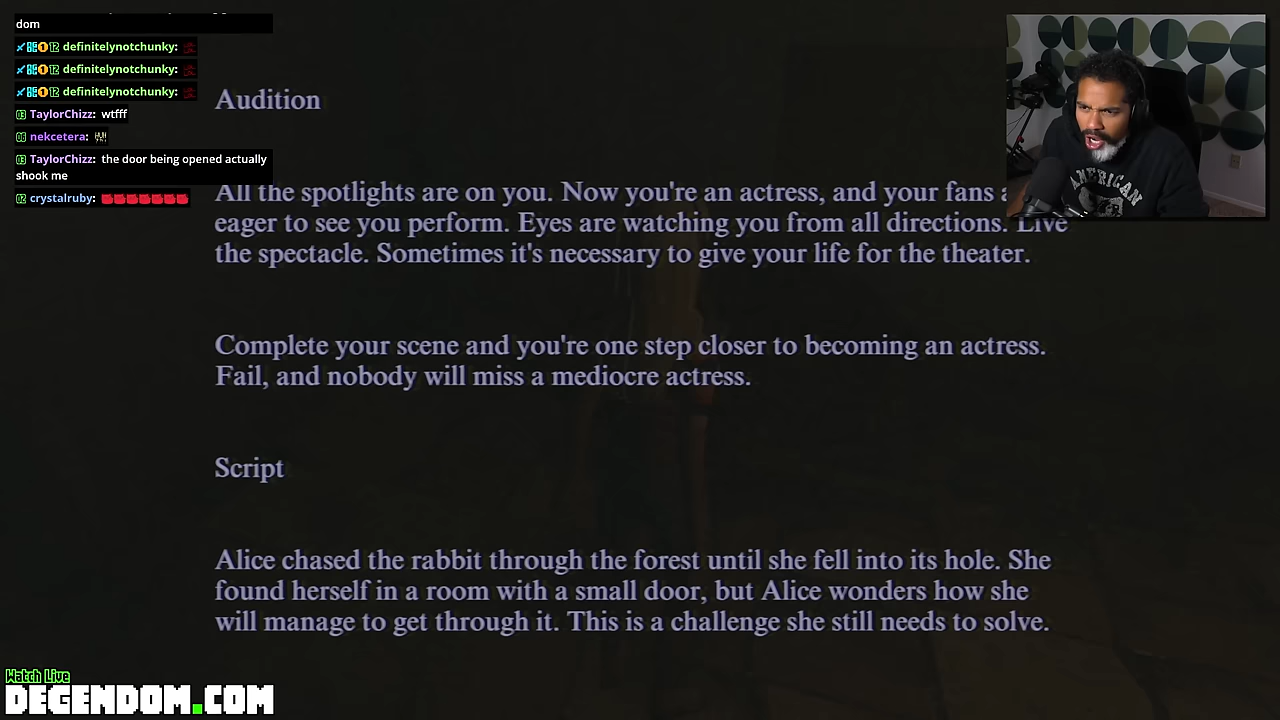 dom
definitelynotchunky:
definitelynotchunky:
definitelynotchunky:
TaylorChizz: wtfff
nekcetera:
TaylorChizz: the door being opened actually
shook me
crystalruby:
Audition
All the spotlights are on you. Now you're an actress, and your fans
eager to see you perform. Eyes are watching you from all directions. Live
the spectacle. Sometimes it's necessary to give your life for the theater.
Complete your scene and you're one step closer to becoming an actress.
Fail, and nobody will miss a mediocre actress.
Script
Alice chased the rabbit through the forest until she fell into its hole. She
found herself in a room with a small door, but Alice wonders how she
will manage to get through it. This is a challenge she still needs to solve.
AMERICAN
Watch Live
DEGENDOM.COM